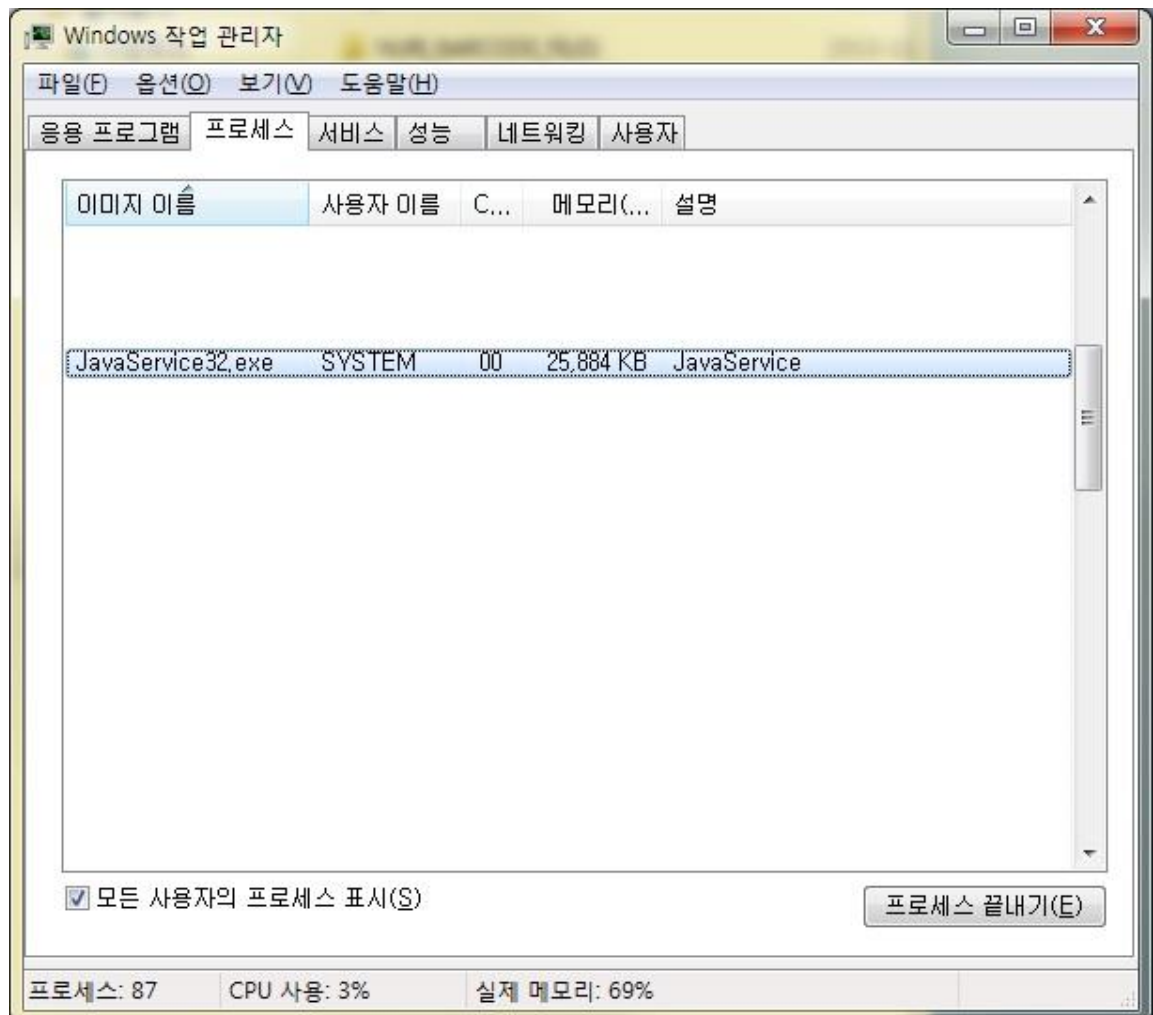 Windows 작업 관리자
파일(F) 옵션(O) 보기(V) 도움말(H)
응용 프로그램 프로세스 서비스 성능 네트워킹 사용자
이미지 이름 사용자 이름 C... 메모리(... 설명
JavaService32.exe SYSTEM 00 25,884 KB JavaService
모든 사용자의 프로세스 표시(S)
프로세스 끝내기(E)
프로세스: 87 CPU 사용: 3% 실제 메모리: 69%